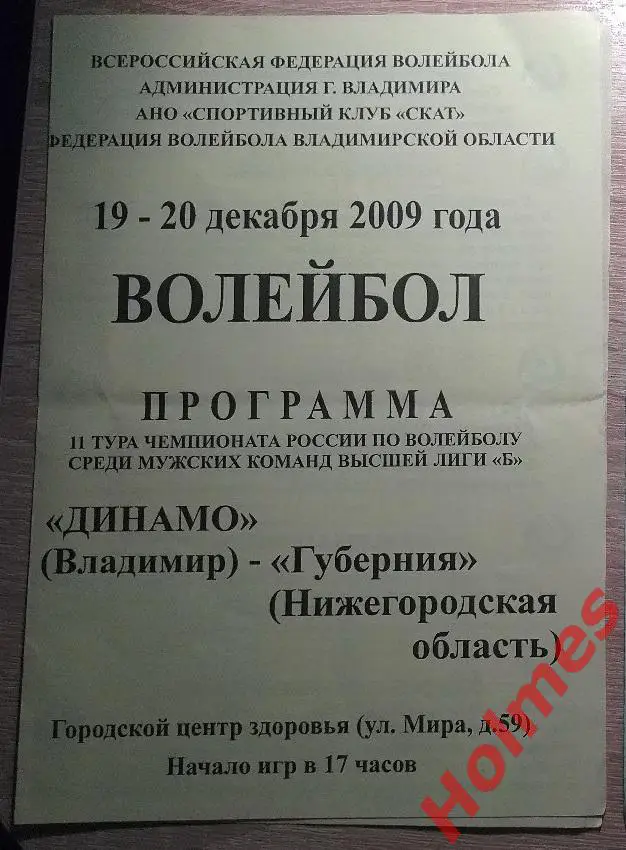 ВСЕРОССИЙСКАЯ ФЕДЕРАЦИЯ ВОЛЕЙБОЛА
АДМИНИСТРАЦИЯ Г. ВЛАДИМИРА
АНО «СПОРТИВНЫЙ КЛУБ «СКАТ»
ФЕДЕРАЦИЯ ВОЛЕЙБОЛА ВЛАДИМИРСКОЙ ОБЛАСТИ
19 - 20 декабря 2009 года
ВОЛЕЙБОЛ
ПРОГРАММА
11 ТУРА ЧЕМПИОНАТА РОССИИ ПО ВОЛЕЙБОЛУ
СРЕДИ МУЖСКИХ КОМАНД ВЫСШЕЙ ЛИГИ «Б»
«ДИНАМО»
(Владимир) - «Губерния»
(Нижегородская
область)
Городской центр здоровья (ул. Мира, д.59)
Начало игр в 17 часов
Holmes